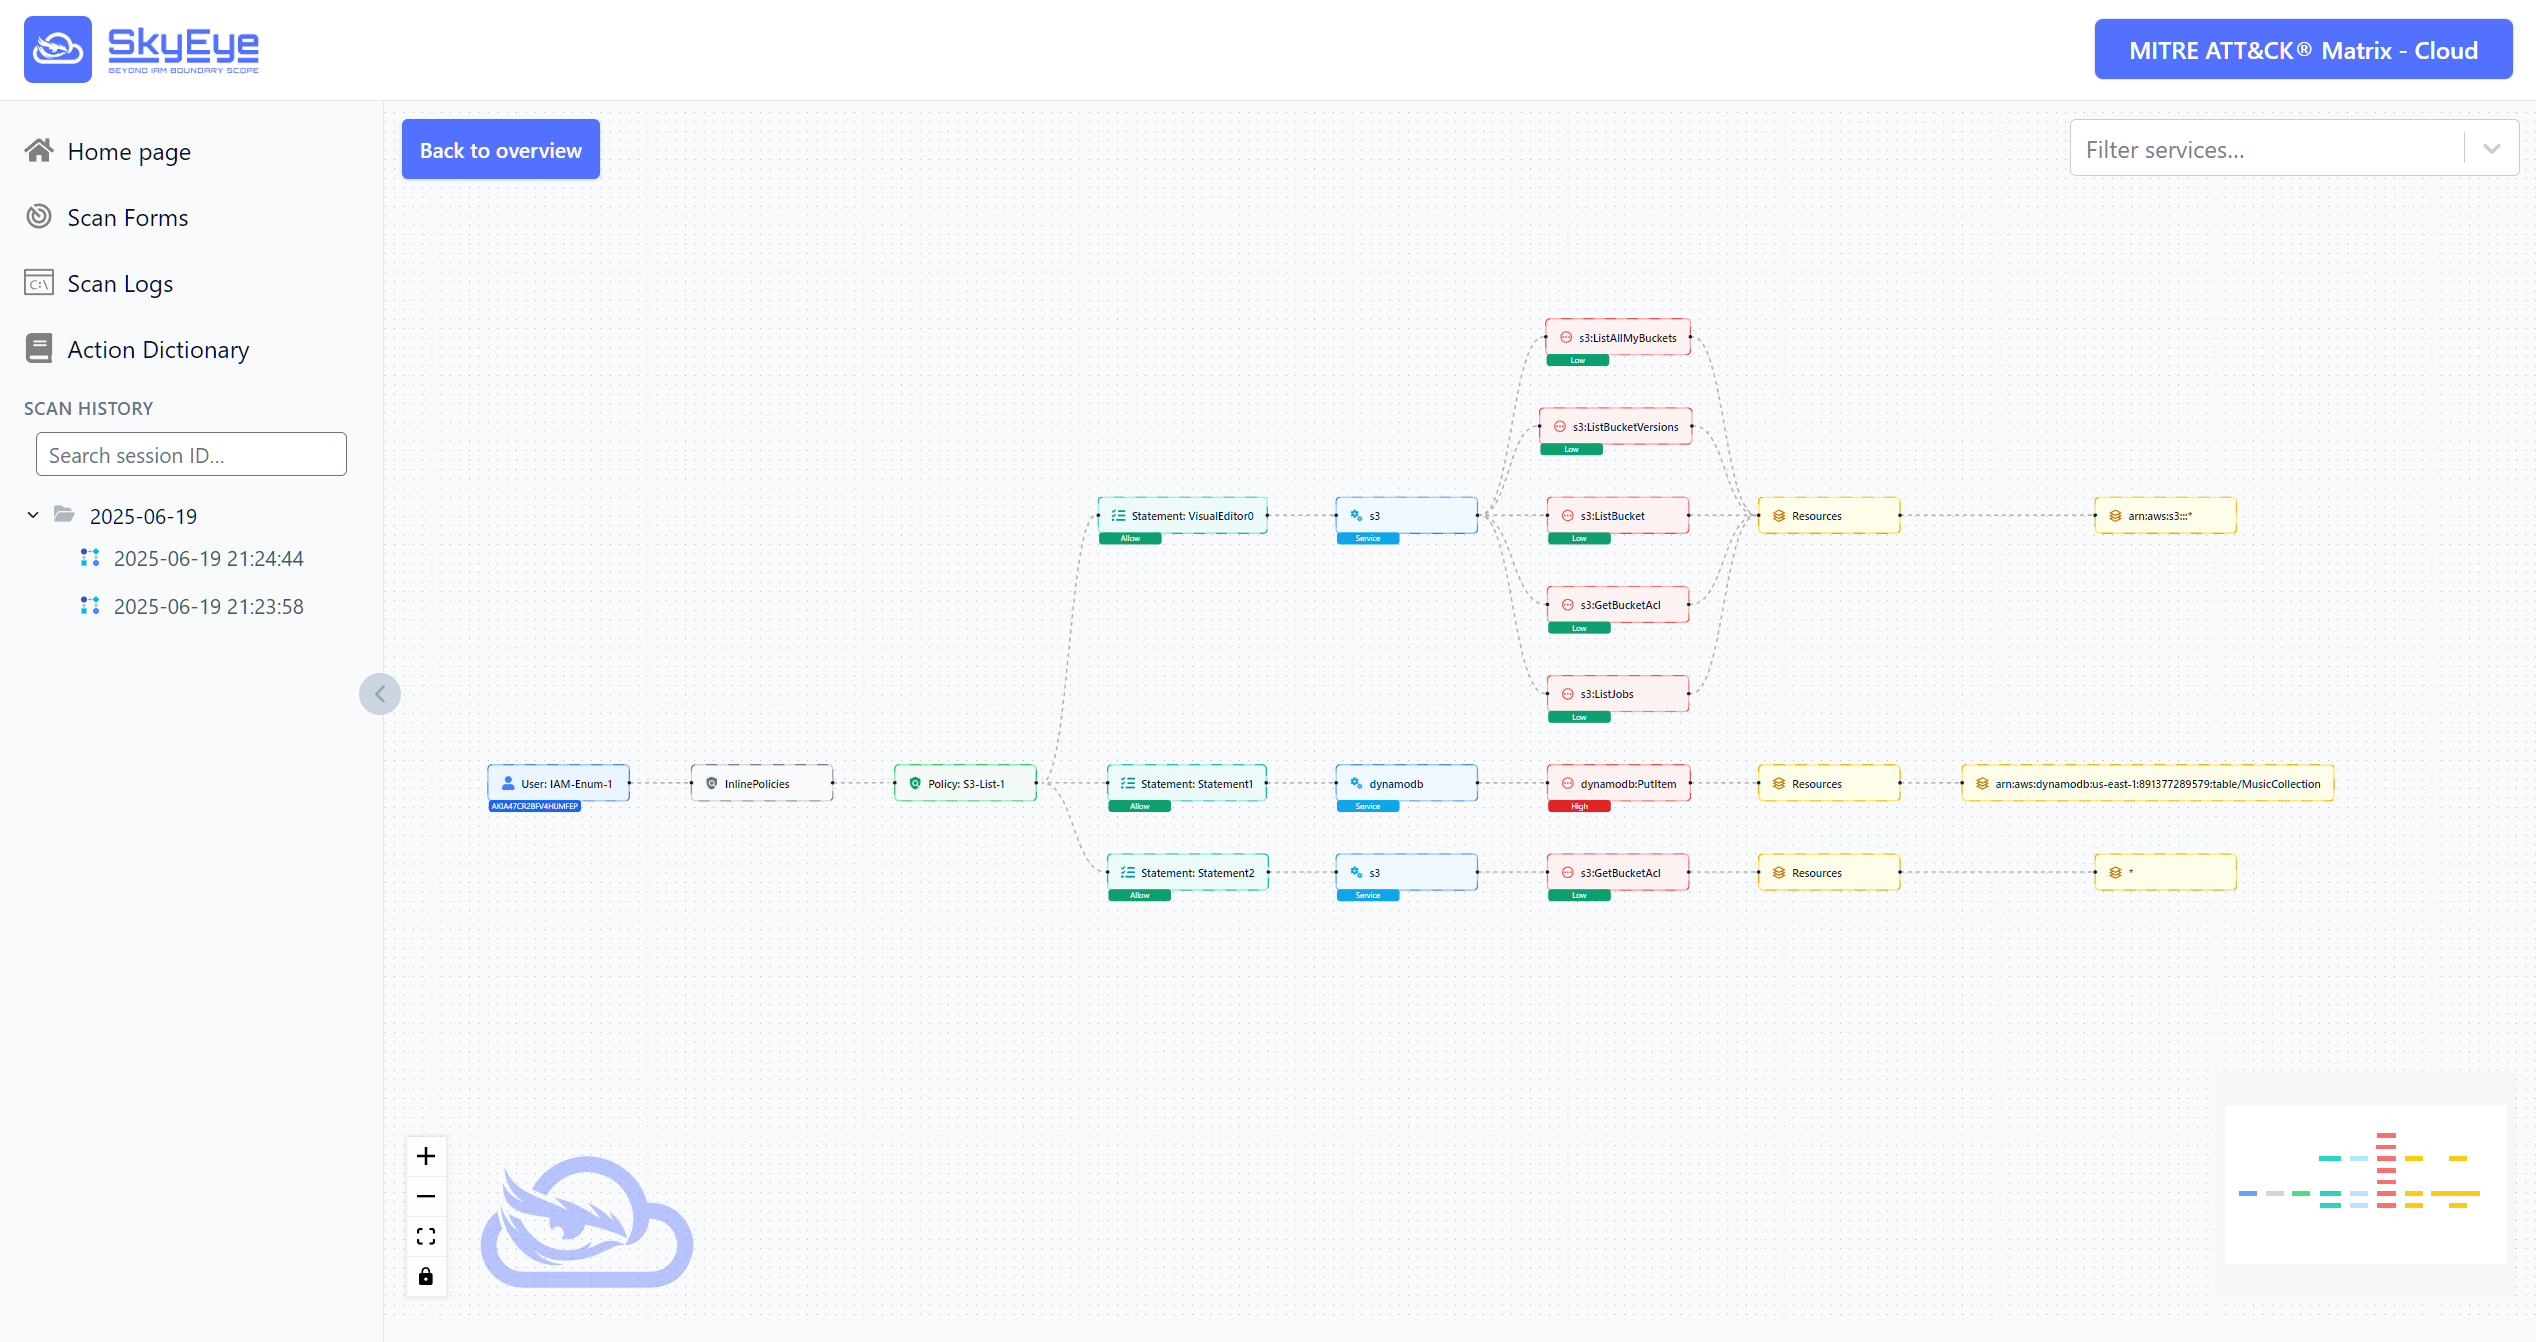 SkyEye
BEYOND IAM BOUNDARY SCOPE
MITRE ATT&CK® Matrix - Cloud
Home page
Scan Forms
Scan Logs
Action Dictionary
SCAN HISTORY
Search session ID...
2025-06-19
2025-06-19 21:24:44
2025-06-19 21:23:58
Back to overview
Filter services...
s3:ListAllMyBuckets
Low
s3:ListBucketVersions
Low
Statement: VisualEditor0
Allow
s3
Service
s3:ListBucket
Low
Resources
arn:aws:s3:::*
s3:GetBucketAcl
Low
s3:ListJobs
Low
User: IAM-Enum-1
AKIA47CR2BFV4HUMFEP
InlinePolicies
Policy: S3-List-1
Statement: Statement1
Allow
dynamodb
Service
dynamodb:PutItem
High
Resources
arn:aws:dynamodb:us-east-1:891377289579:table/MusicCollection
Statement: Statement2
Allow
s3
Service
s3:GetBucketAcl
Low
Resources
*